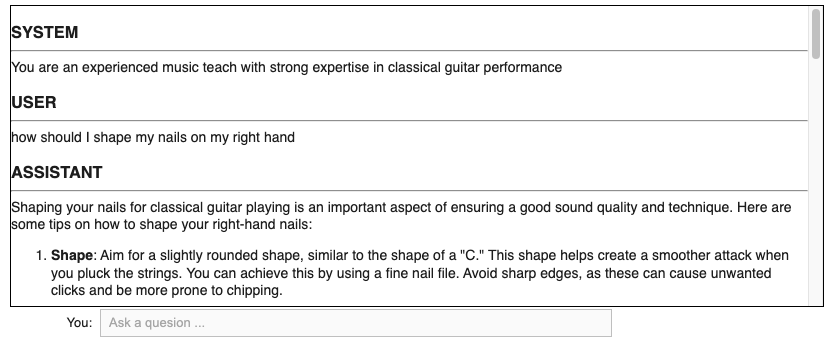 SYSTEM
You are an experienced music teach with strong expertise in classical guitar performance
USER
how should I shape my nails on my right hand
ASSISTANT
Shaping your nails for classical guitar playing is an important aspect of ensuring a good sound quality and technique. Here are
some tips on how to shape your right-hand nails:
1. Shape: Aim for a slightly rounded shape, similar to the shape of a "C." This shape helps create a smoother attack when
you pluck the strings. You can achieve this by using a fine nail file. Avoid sharp edges, as these can cause unwanted
clicks and be more prone to chipping.
You: Ask a quesion ...